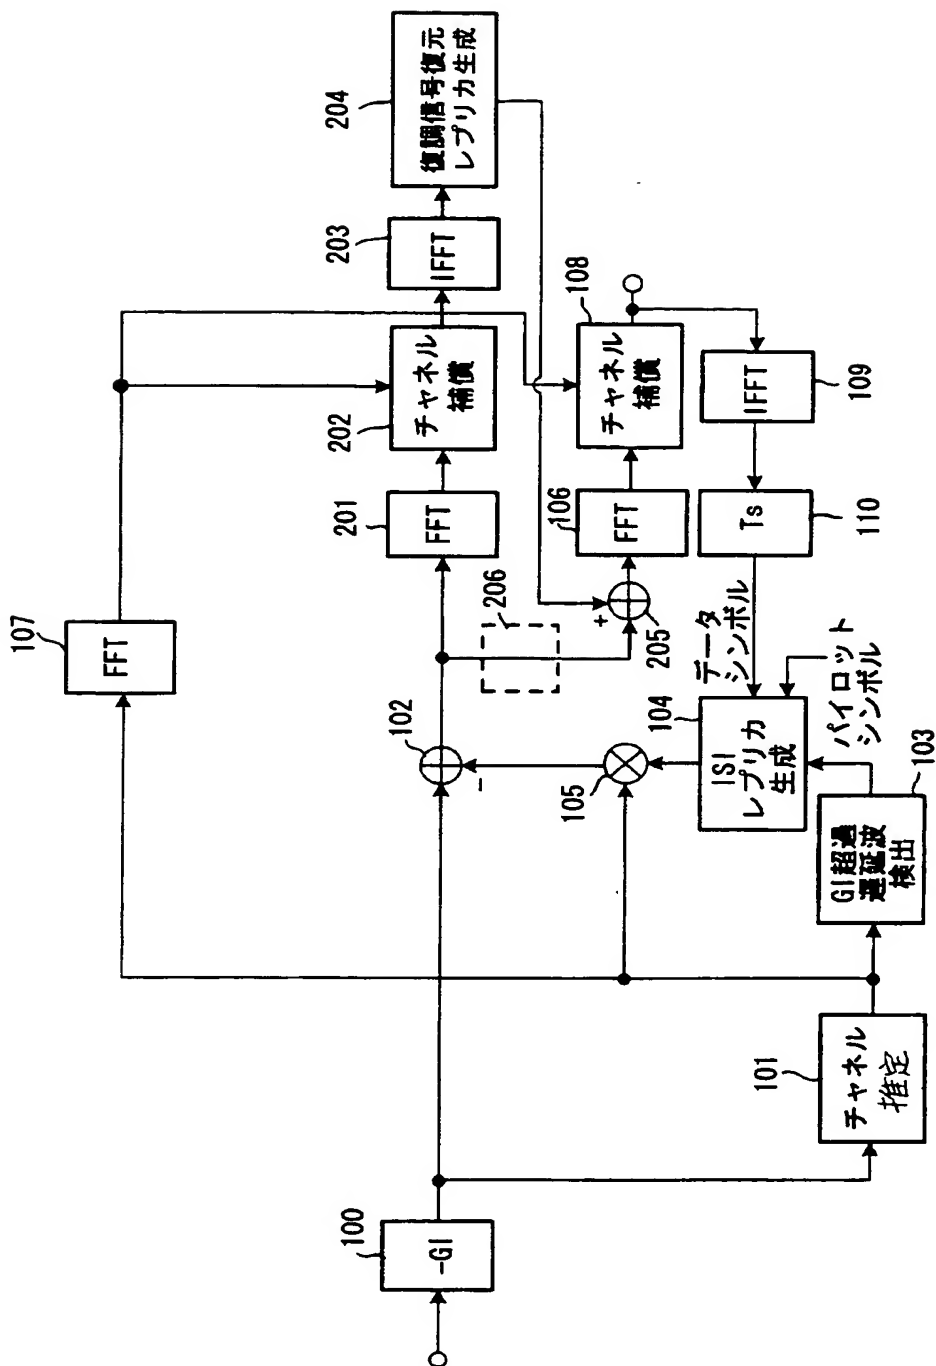 107
FFT
100
-GI
101
チャネル
推定
102
-
201
FFT
202
チャネル
補償
203
IFFT
204
復調信号復元
レプリカ生成
206
+
205
106
FFT
108
チャネル
補償
105
104
ISI
レプリカ
生成
103
GI超過
遅延波
検出
データ
シンボル
パイロット
シンボル
Ts
110
IFFT
109